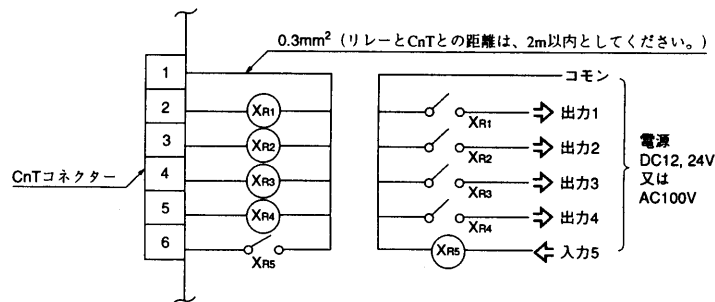 0.3mm² (リレーとCnTとの距離は、2m以内としてください。)
CnTコネクター
1
2
3
4
5
6
XR1
XR2
XR3
XR4
XR5
コモン
XR1
出力1
XR2
出力2
XR3
出力3
XR4
出力4
XR5
入力5
電源
DC12, 24V
又は
AC100V